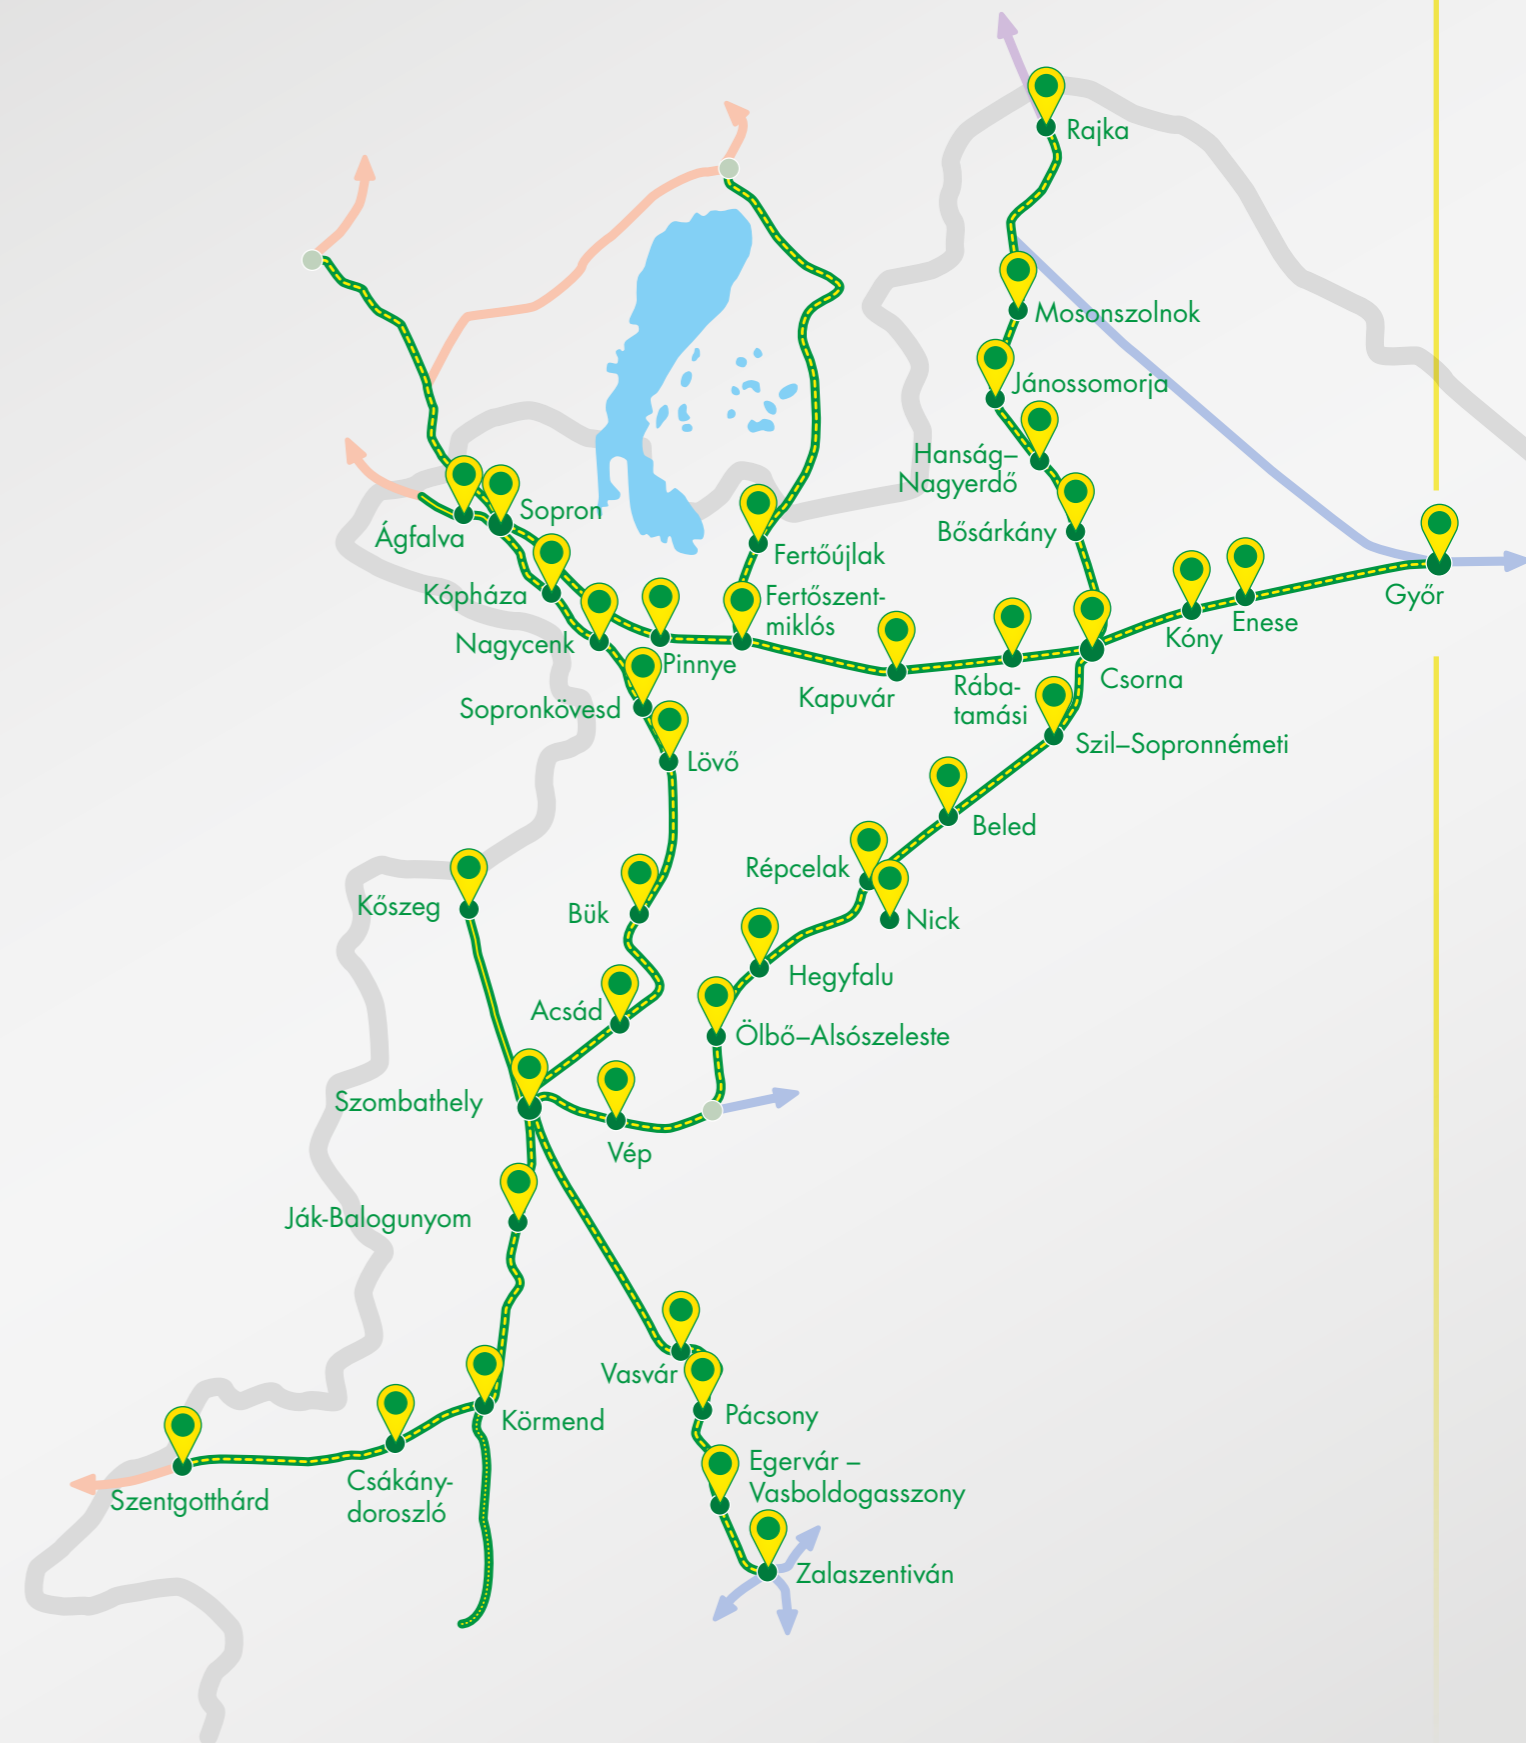 Rajka
Mosonszolnok
Jánossomorja
Hanság–
Nagyerdő
Bősárkány
Sopron
Ágfalva
Fertőújlak
Kópháza
Fertőszent-
miklós
Győr
Enese
Kóny
Nagycenk
Pinnye
Kapuvár
Rába-
tamási
Csorna
Sopronkövesd
Szil–Sopronnémeti
Lövő
Beled
Répcelak
Kőszeg
Bük
Nick
Hegyfalu
Acsád
Ölbő–Alsószeleste
Szombathely
Vép
Ják-Balogunyom
Vasvár
Pácsony
Körmend
Egervár –
Vasboldogasszony
Csákány-
doroszló
Szentgotthárd
Zalaszentiván